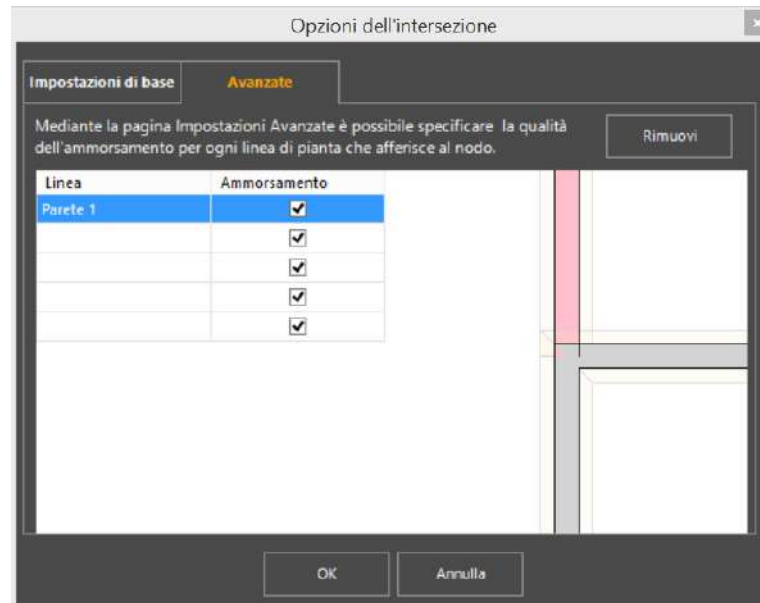 Opzioni dell'intersezione
Impostazioni di base
Avanzate
Mediante la pagina Impostazioni Avanzate è possibile specificare la qualità
dell'ammorsamento per ogni linea di pianta che afferisce al nodo.
Rimuovi
Linea Ammorsamento
Parete 1
OK
Annulla